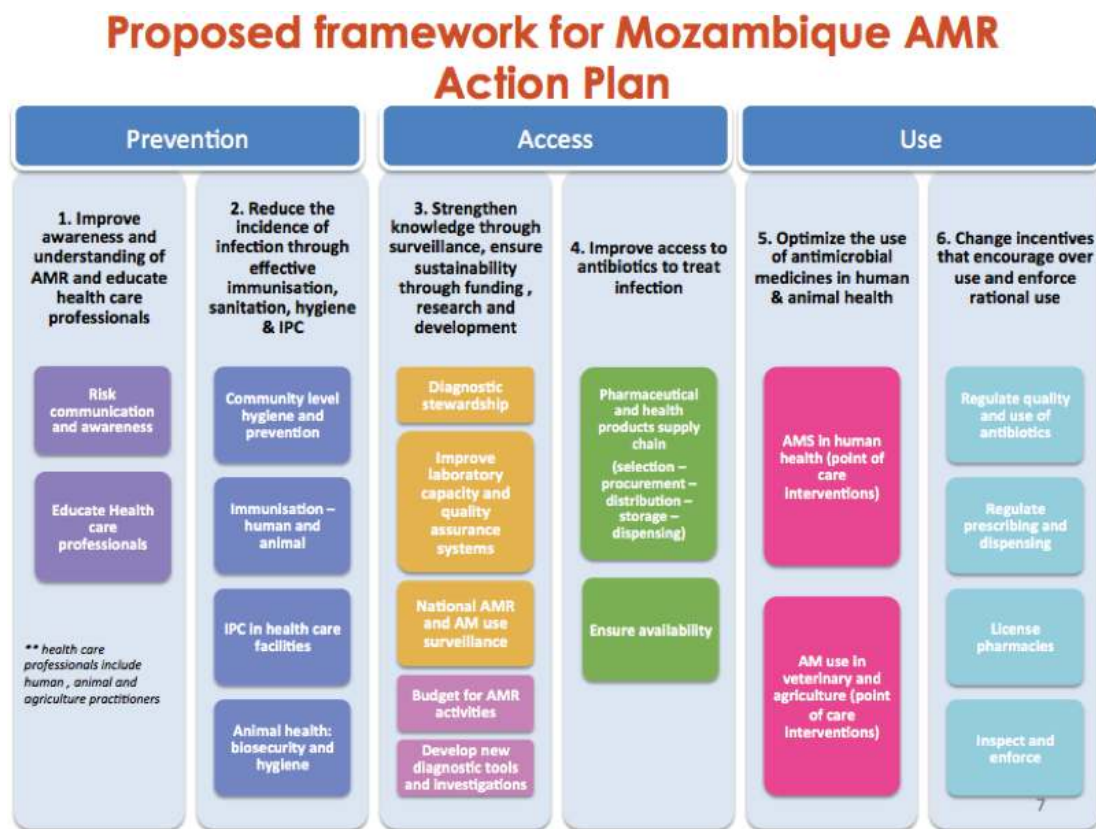 Proposed framework for Mozambique AMR
Action Plan
Prevention
Access
Use
1. Improve
awareness and
understanding of
AMR and educate
health care
professionals
Risk
communication
and awareness
Educate Health
care
professionals
** health care
professionals include
human , animal and
agriculture practitioners
2. Reduce the
incidence of
infection through
effective
immunisation,
sanitation, hygiene
& IPC
Community level
hygiene and
prevention
Immunisation –
human and
animal
IPC in health care
facilities
Animal health:
biosecurity and
hygiene
3. Strengthen
knowledge through
surveillance, ensure
sustainability
through funding ,
research and
development
Diagnostic
stewardship
Improve
laboratory
capacity and
quality
assurance
systems
National AMR
and AM use
surveillance
Budget for AMR
activities
Develop new
diagnostic tools
and investigations
4. Improve access to
antibiotics to treat
infection
Pharmaceutical
and health
products supply
chain
(selection –
procurement –
distribution –
storage –
dispensing)
Ensure availability
5. Optimize the use
of antimicrobial
medicines in human
& animal health
AMS in human
health (point of
care
interventions)
AM use in
veterinary and
agriculture (point
of care
interventions)
6. Change incentives
that encourage over
use and enforce
rational use
Regulate quality
and use of
antibiotics
Regulate
prescribing and
dispensing
License
pharmacies
Inspect and
enforce
7